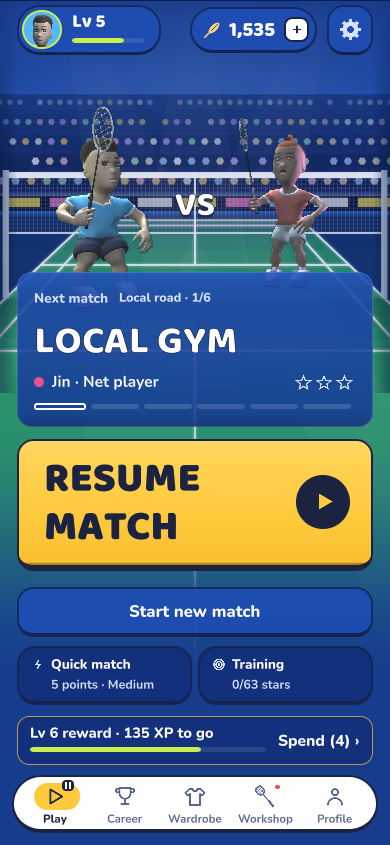 Lv 5
1,535
+
VS
Next match Local road · 1/6
LOCAL GYM
Jin · Net player
RESUME
MATCH
Start new match
Quick match
5 points · Medium
Training
0/63 stars
Lv 6 reward · 135 XP to go
Spend (4) ›
Play
Career
Wardrobe
Workshop
Profile